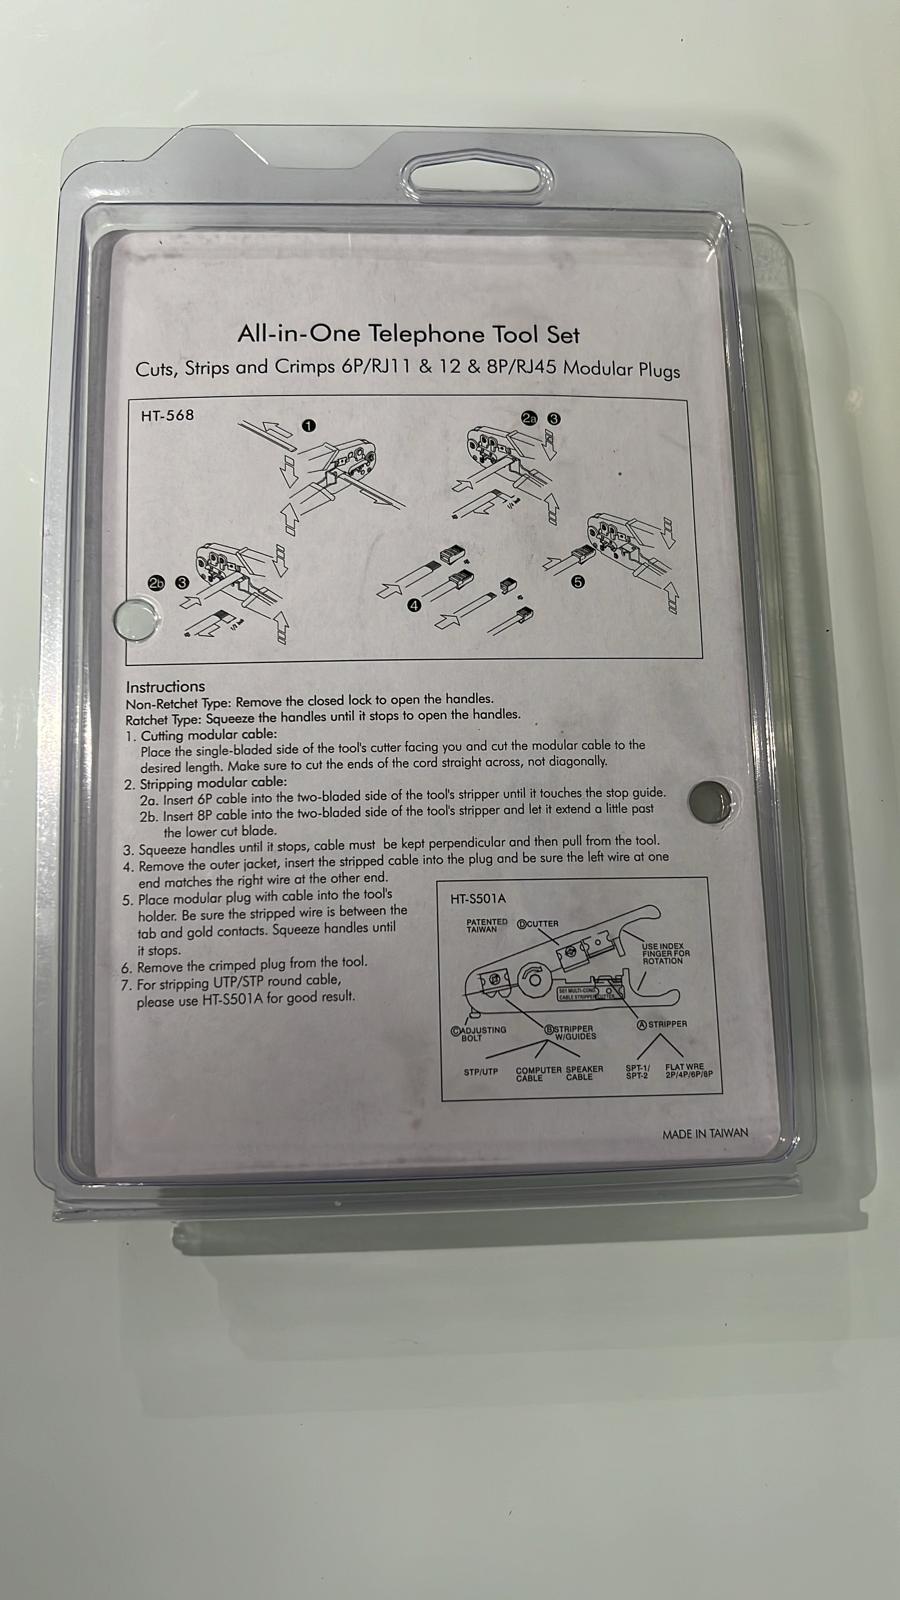 All-in-One Telephone Tool Set
Cuts, Strips and Crimps 6P/RJ11 & 12 & 8P/RJ45 Modular Plugs
HT-568
1
2a 3
2b 3
4
5
Instructions
Non-Retchet Type: Remove the closed lock to open the handles.
Ratchet Type: Squeeze the handles until it stops to open the handles.
1. Cutting modular cable:
Place the single-bladed side of the tool's cutter facing you and cut the modular cable to the
desired length. Make sure to cut the ends of the cord straight across, not diagonally.
2. Stripping modular cable:
2a. Insert 6P cable into the two-bladed side of the tool's stripper until it touches the stop guide.
2b. Insert 8P cable into the two-bladed side of the tool's stripper and let it extend a little past
the lower cut blade.
3. Squeeze handles until it stops, cable must be kept perpendicular and then pull from the tool.
4. Remove the outer jacket, insert the stripped cable into the plug and be sure the left wire at one
end matches the right wire at the other end.
5. Place modular plug with cable into the tool's
holder. Be sure the stripped wire is between the
tab and gold contacts. Squeeze handles until
it stops.
6. Remove the crimped plug from the tool.
7. For stripping UTP/STP round cable,
please use HT-S501A for good result.
HT-S501A
PATENTED
TAIWAN
D CUTTER
USE INDEX
FINGER FOR
ROTATION
CABLE STRIPPER
C ADJUSTING
BOLT
B STRIPPER
W/GUIDES
A STRIPPER
STP/UTP
COMPUTER
CABLE
SPEAKER
CABLE
SPT-1/
SPT-2
FLAT WRE
2P/4P/6P/8P
MADE IN TAIWAN